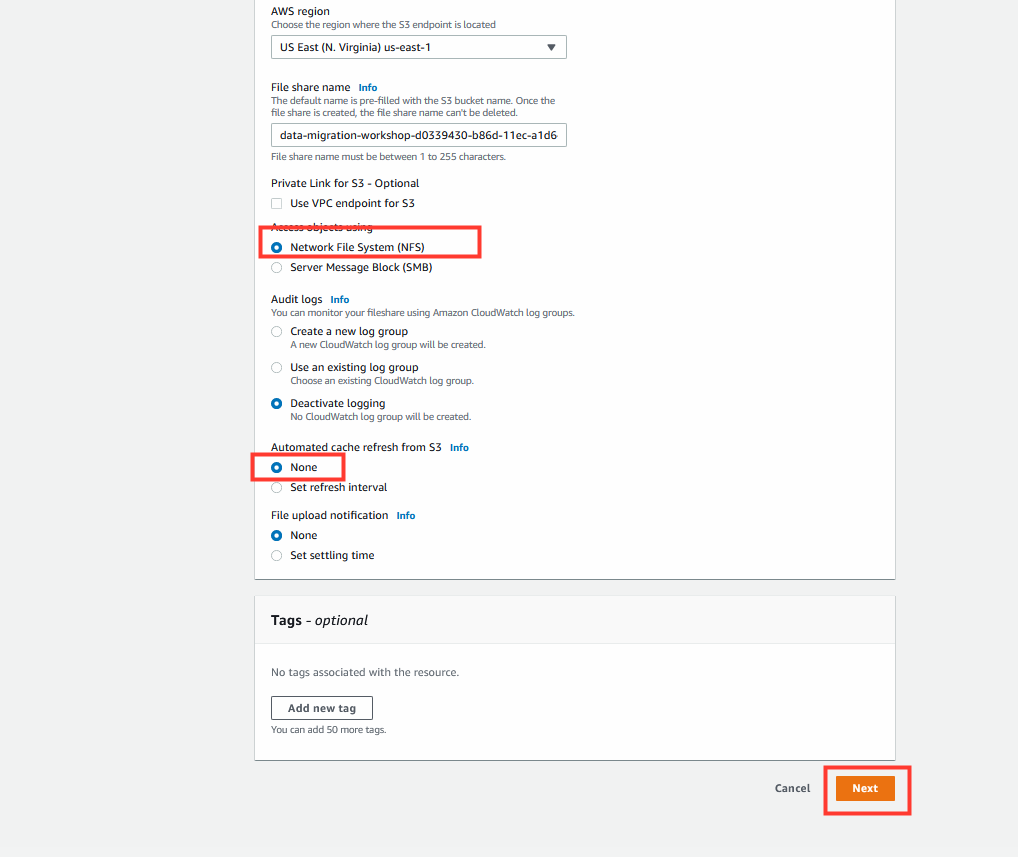 AWS region
Choose the region where the S3 endpoint is located
US East (N. Virginia) us-east-1
File share name Info
The default name is pre-filled with the S3 bucket name. Once the
file share is created, the file share name can't be deleted.
data-migration-workshop-d0339430-b86d-11ec-a1d6
File share name must be between 1 to 255 characters.
Private Link for S3 - Optional
Use VPC endpoint for S3
Access objects using
Network File System (NFS)
Server Message Block (SMB)
Audit logs Info
You can monitor your fileshare using Amazon CloudWatch log groups.
Create a new log group
A new CloudWatch log group will be created.
Use an existing log group
Choose an existing CloudWatch log group.
Deactivate logging
No CloudWatch log group will be created.
Automated cache refresh from S3 Info
None
Set refresh interval
File upload notification Info
None
Set settling time
Tags - optional
No tags associated with the resource.
Add new tag
You can add 50 more tags.
Cancel Next